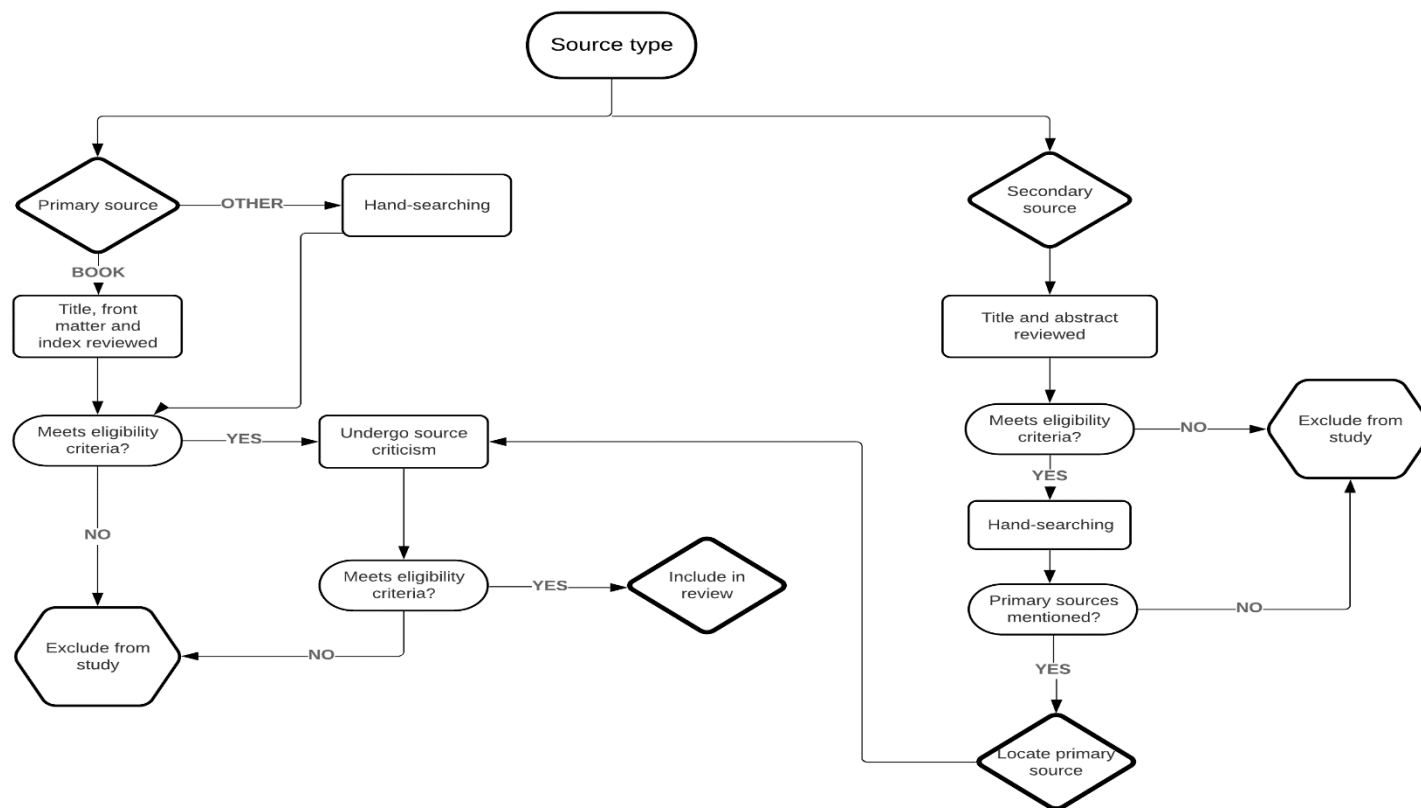 Source type
Primary source
OTHER
Hand-searching
Secondary
source
BOOK
Title, front
matter and
index reviewed
Title and abstract
reviewed
Meets eligibility
criteria?
YES
Undergo source
criticism
Meets eligibility
criteria?
NO
Exclude from
study
YES
Hand-searching
NO
Meets eligibility
criteria?
YES
Include in
review
Primary sources
mentioned?
NO
Exclude from
study
NO
YES
Locate primary
source